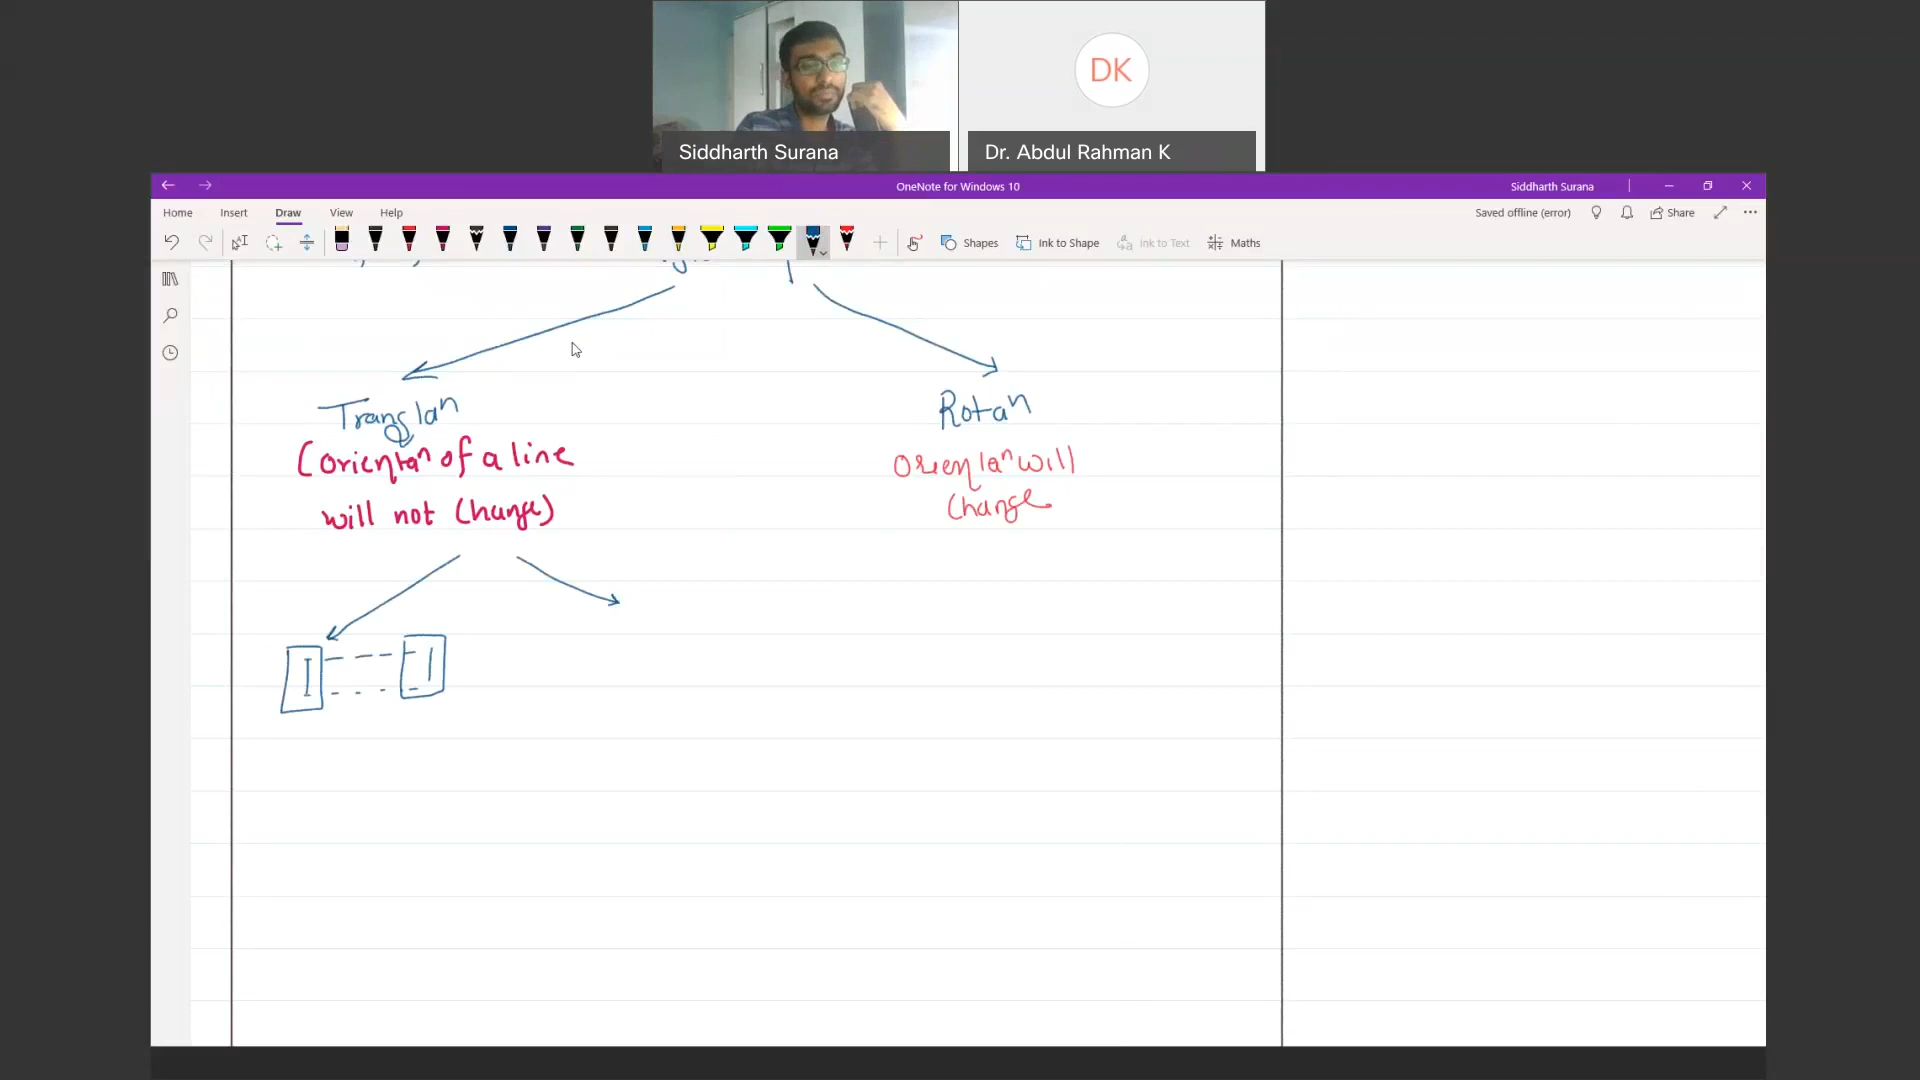 DK
Siddharth Surana
Dr. Abdul Rahman K
OneNote for Windows 10
Siddharth Surana
Home Insert Draw View Help
Saved offline (error)
Share
Shapes
Ink to Shape
Ink to Text
Maths
Translaⁿ
Rotaⁿ
(orientaⁿ of a line
will not change)
Orientaⁿ will
change